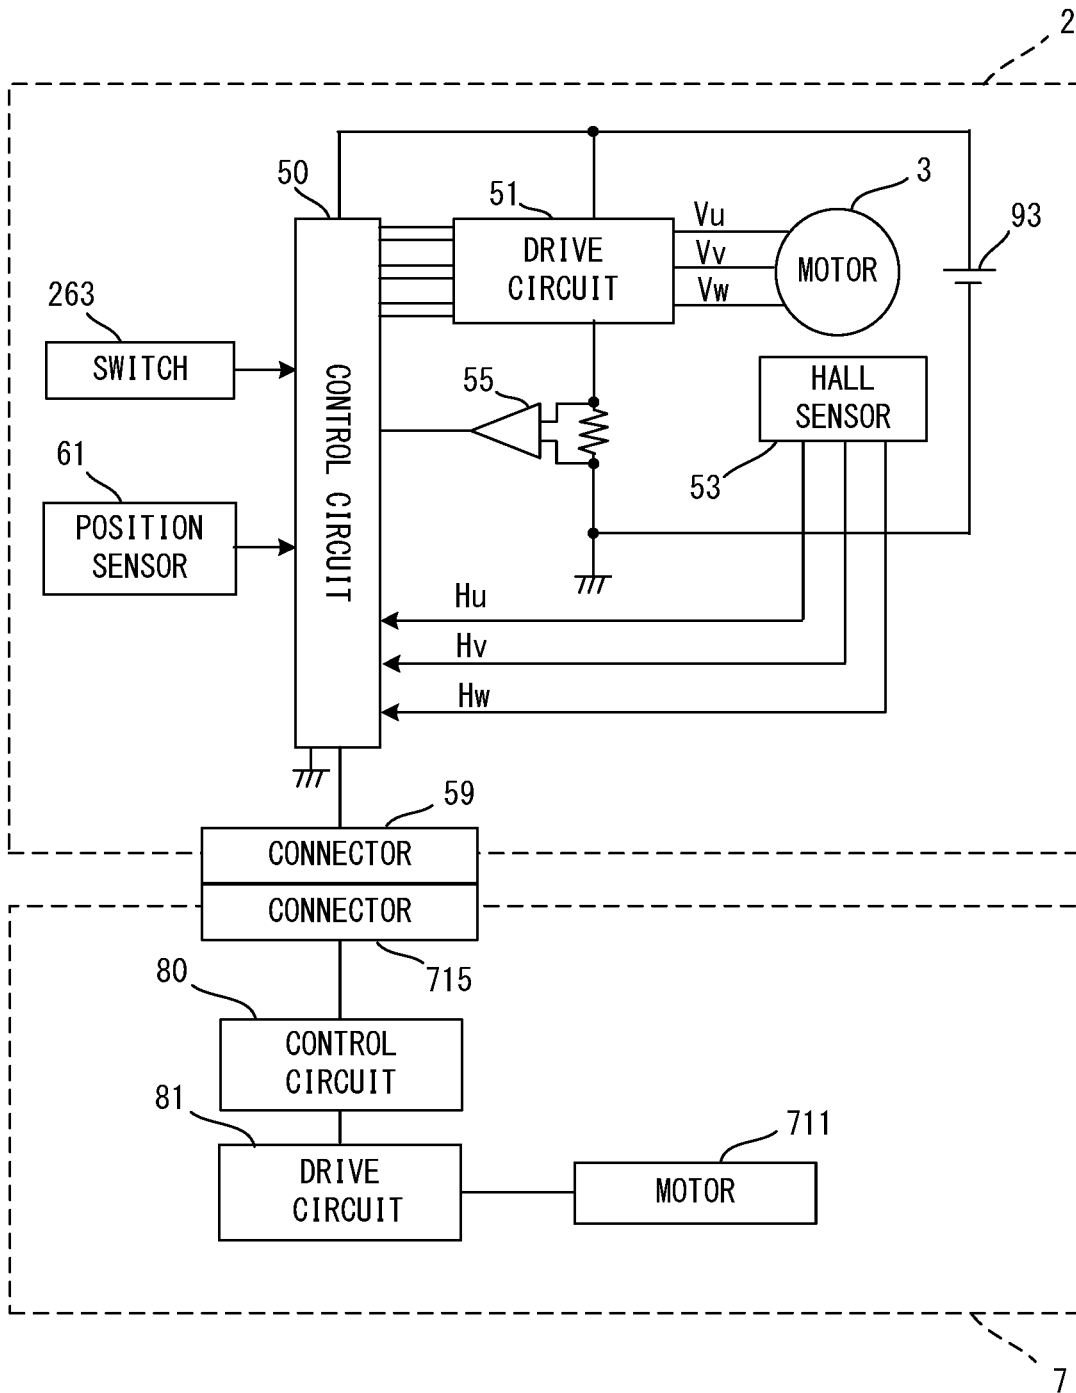 2
50
51
3
93
Vu
DRIVE
CIRCUIT
Vv
MOTOR
Vw
263
SWITCH
CONTROL CIRCUIT
55
HALL
SENSOR
61
53
POSITION
SENSOR
Hu
Hv
Hw
59
CONNECTOR
CONNECTOR
715
80
CONTROL
CIRCUIT
81
DRIVE
CIRCUIT
711
MOTOR
7